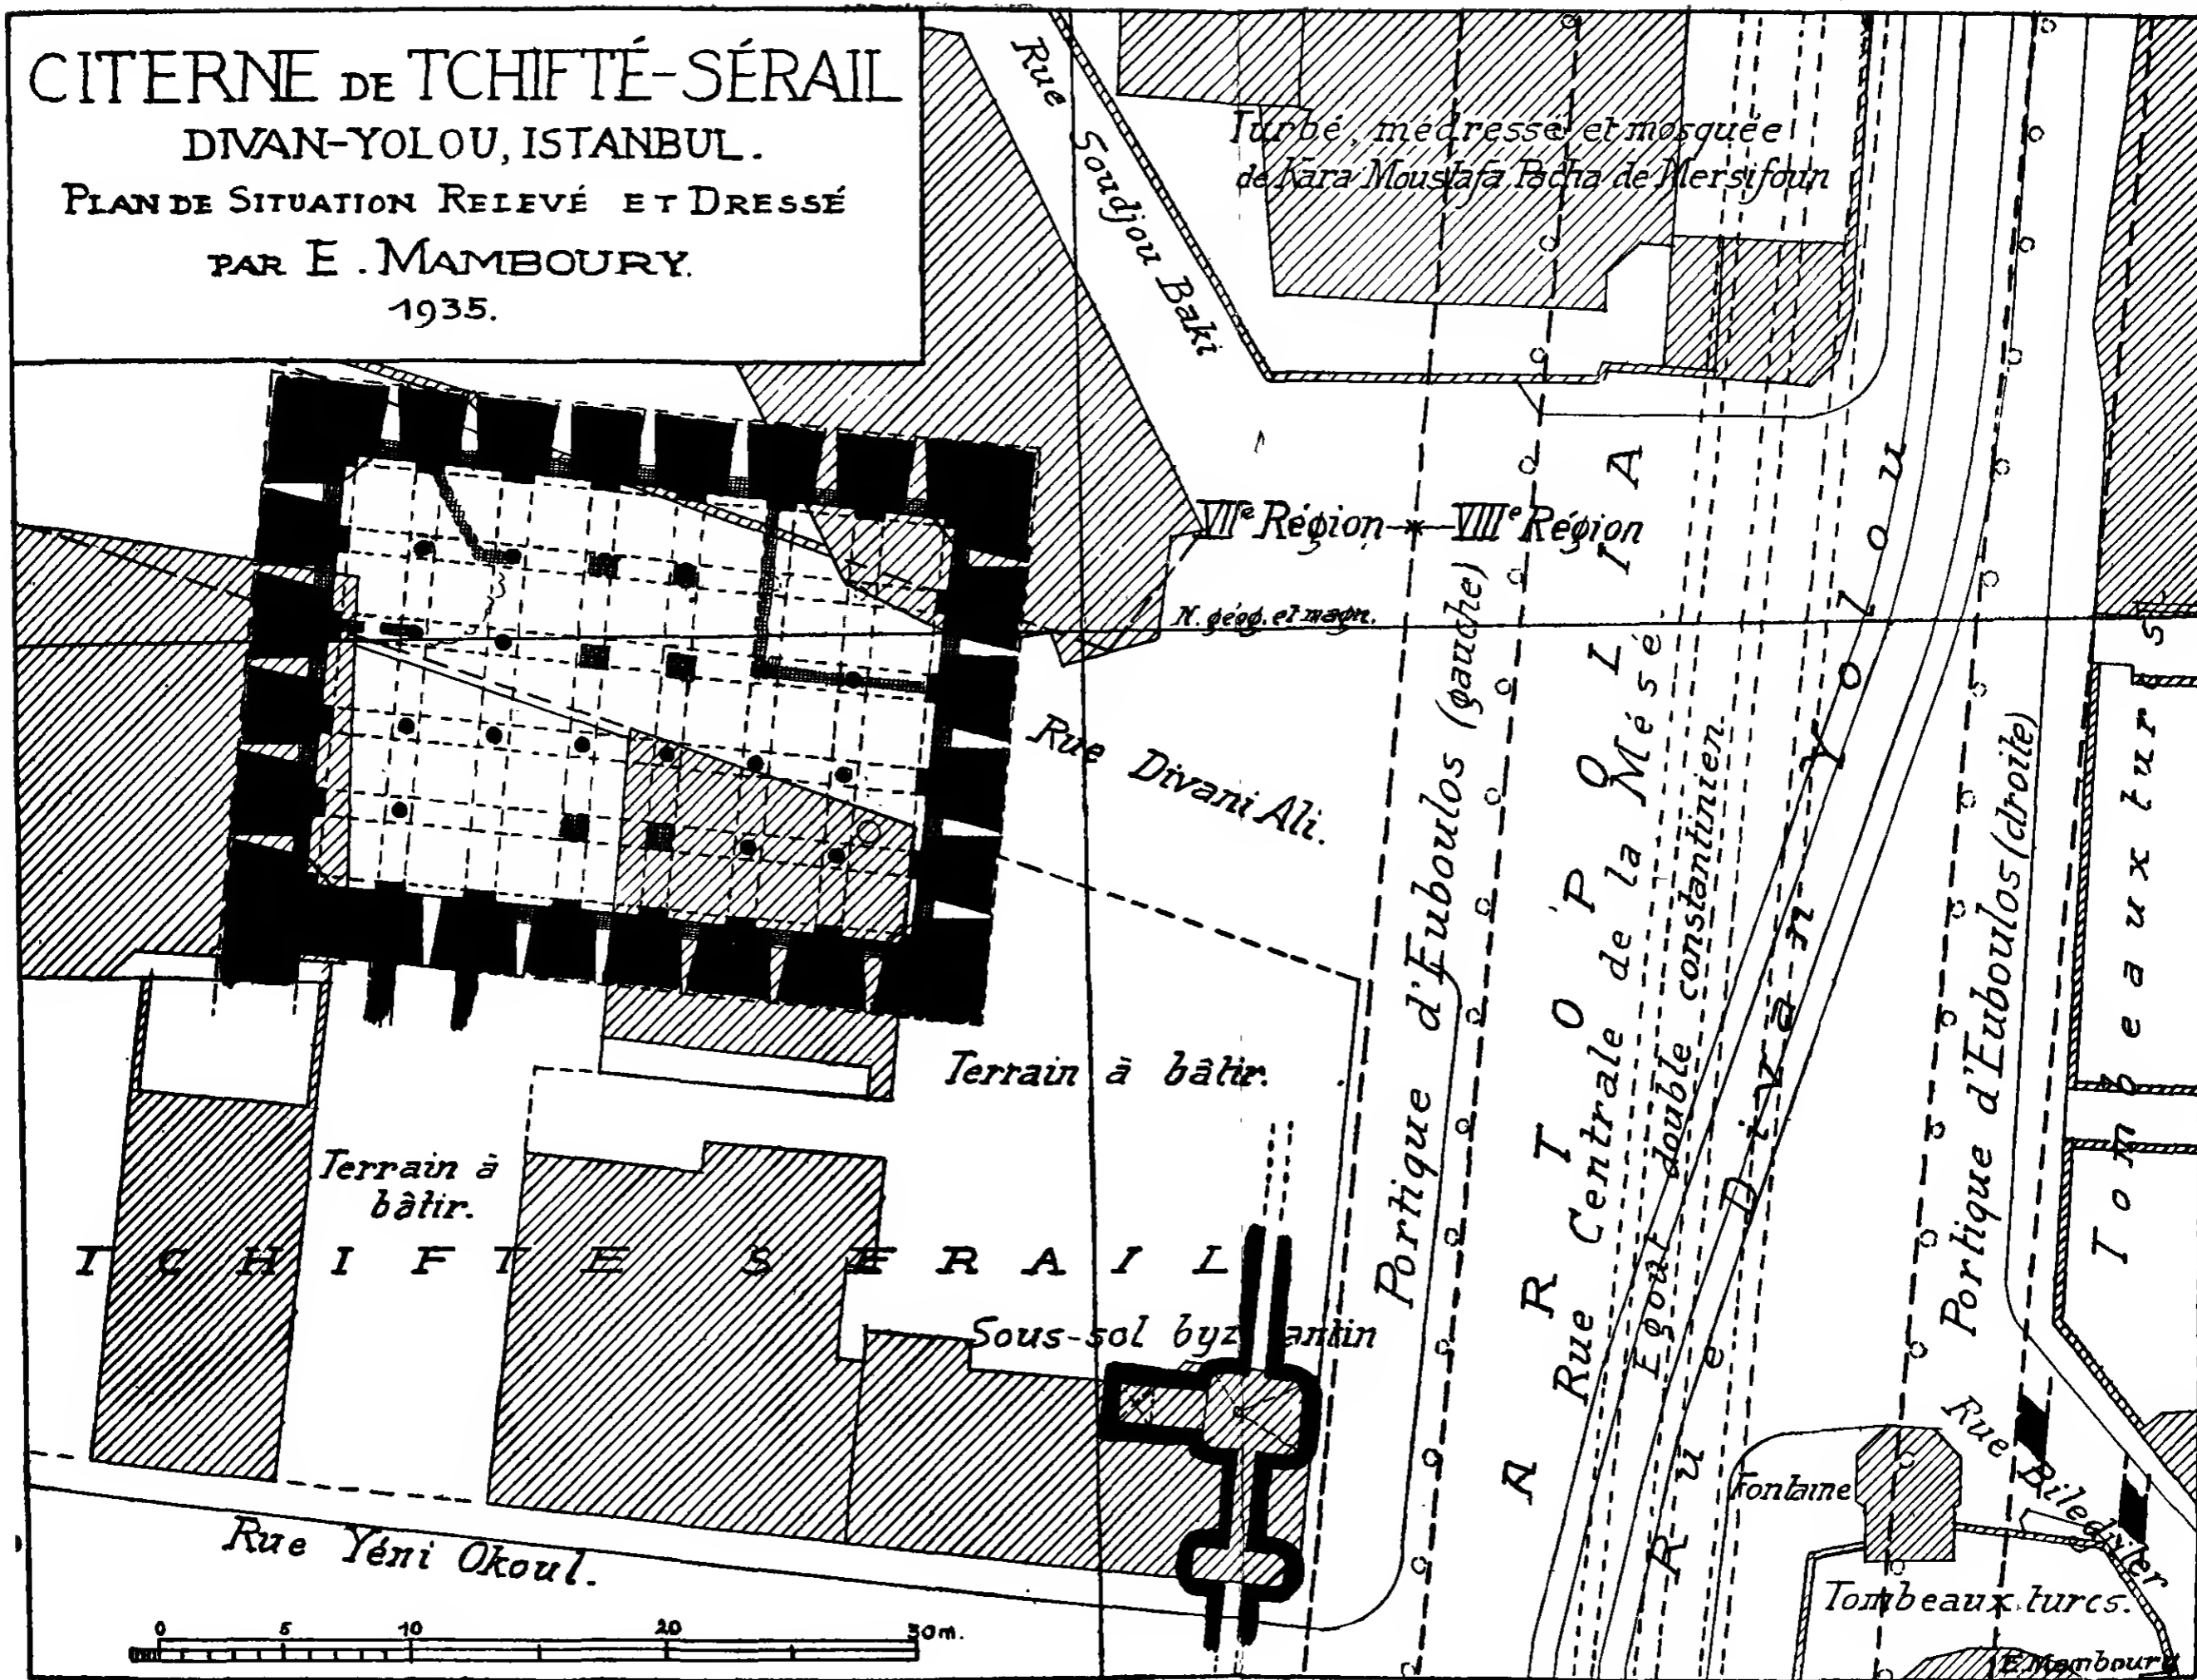 CITERNE DE TCHIFTÉ-SÉRAIL
DIVAN-YOLOU, ISTANBUL.
PLAN DE SITUATION RELEVÉ ET DRESSÉ
PAR E. MAMBOURY.
1935.
Rue Soudjou Baki
Turbé, médressé et mosquée
de Kara Moustafa Pacha de Mersifoun
VIIe Région
VIIIe Région
N. géog. et magn.
Rue Divani Ali.
Portique d'Euboulos (gauche)
ARTOPOLIA
Rue Centrale de la Mésé.
Egout double constantinien
Rue Divan Yolou
Portique d'Euboulos (droite)
Tombeaux turcs
Terrain à bâtir.
Terrain à
bâtir.
TCHIFTE SERAIL
Sous-sol byzantin
Rue Yéni Okoul.
Fontaine
Rue Biledyiler
Tombeaux turcs.
0 5 10 20 30m.
E. Mamboury